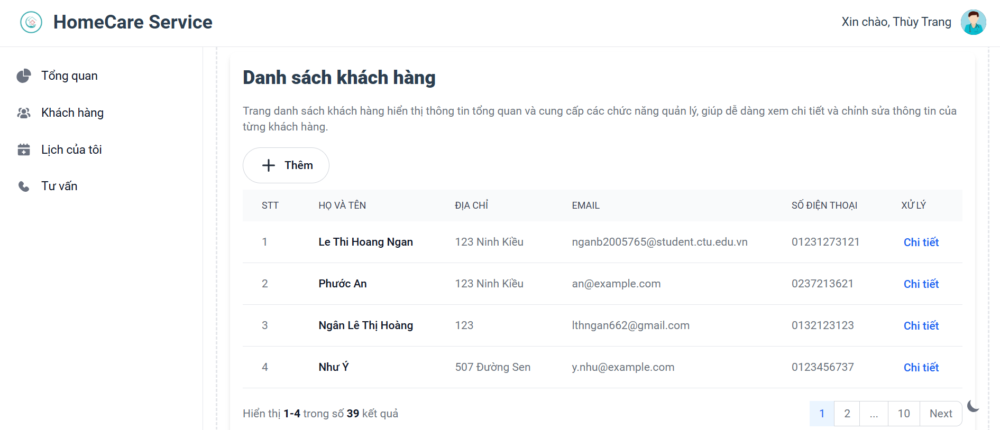 HomeCare Service
Xin chào, Thùy Trang
Tổng quan
Khách hàng
Lịch của tôi
Tư vấn
Danh sách khách hàng
Trang danh sách khách hàng hiển thị thông tin tổng quan và cung cấp các chức năng quản lý, giúp dễ dàng xem chi tiết và chỉnh sửa thông tin của
từng khách hàng.
Thêm
STT HỌ VÀ TÊN ĐỊA CHỈ EMAIL SỐ ĐIỆN THOẠI XỬ LÝ
1 Le Thi Hoang Ngan 123 Ninh Kiều nganb2005765@student.ctu.edu.vn 01231273121 Chi tiết
2 Phước An 123 Ninh Kiều an@example.com 0237213621 Chi tiết
3 Ngân Lê Thị Hoàng 123 lthngan662@gmail.com 0132123123 Chi tiết
4 Như Ý 507 Đường Sen y.nhu@example.com 0123456737 Chi tiết
Hiển thị 1-4 trong số 39 kết quả 1 2 ... 10 Next